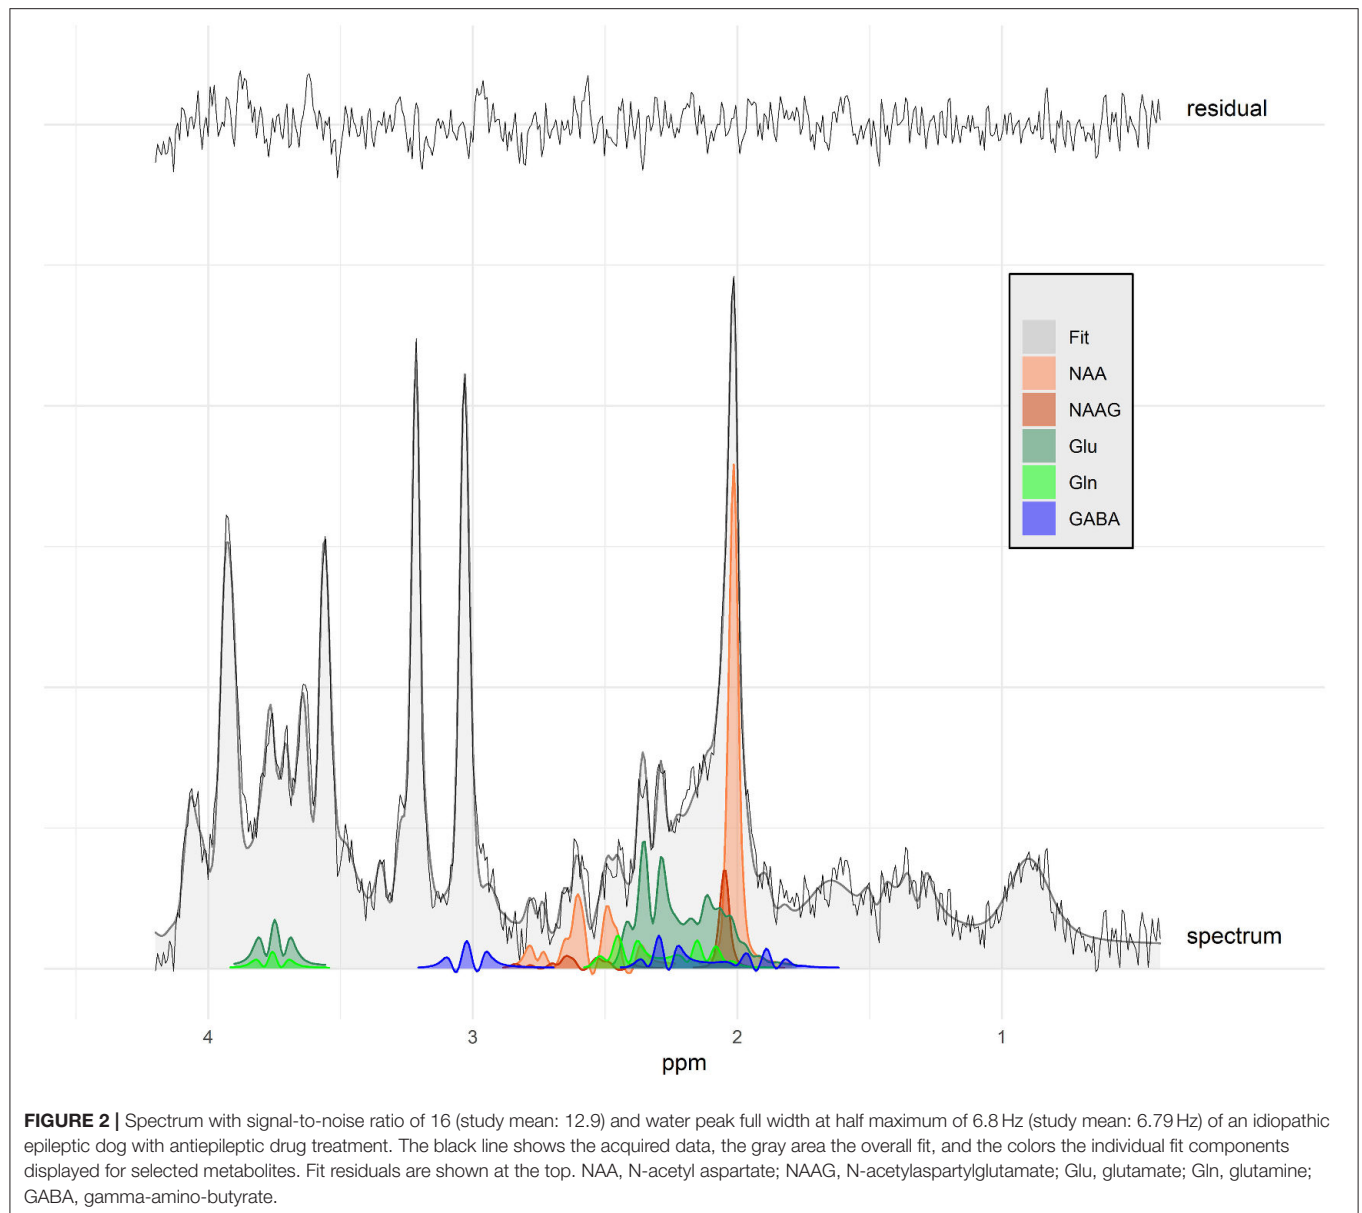 residual
Fit
NAA
NAAG
Glu
Gln
GABA
spectrum
4
3
2
1
ppm
FIGURE 2 | Spectrum with signal-to-noise ratio of 16 (study mean: 12.9) and water peak full width at half maximum of 6.8 Hz (study mean: 6.79 Hz) of an idiopathic
epileptic dog with antiepileptic drug treatment. The black line shows the acquired data, the gray area the overall fit, and the colors the individual fit components
displayed for selected metabolites. Fit residuals are shown at the top. NAA, N-acetyl aspartate; NAAG, N-acetylaspartylglutamate; Glu, glutamate; Gln, glutamine;
GABA, gamma-amino-butyrate.